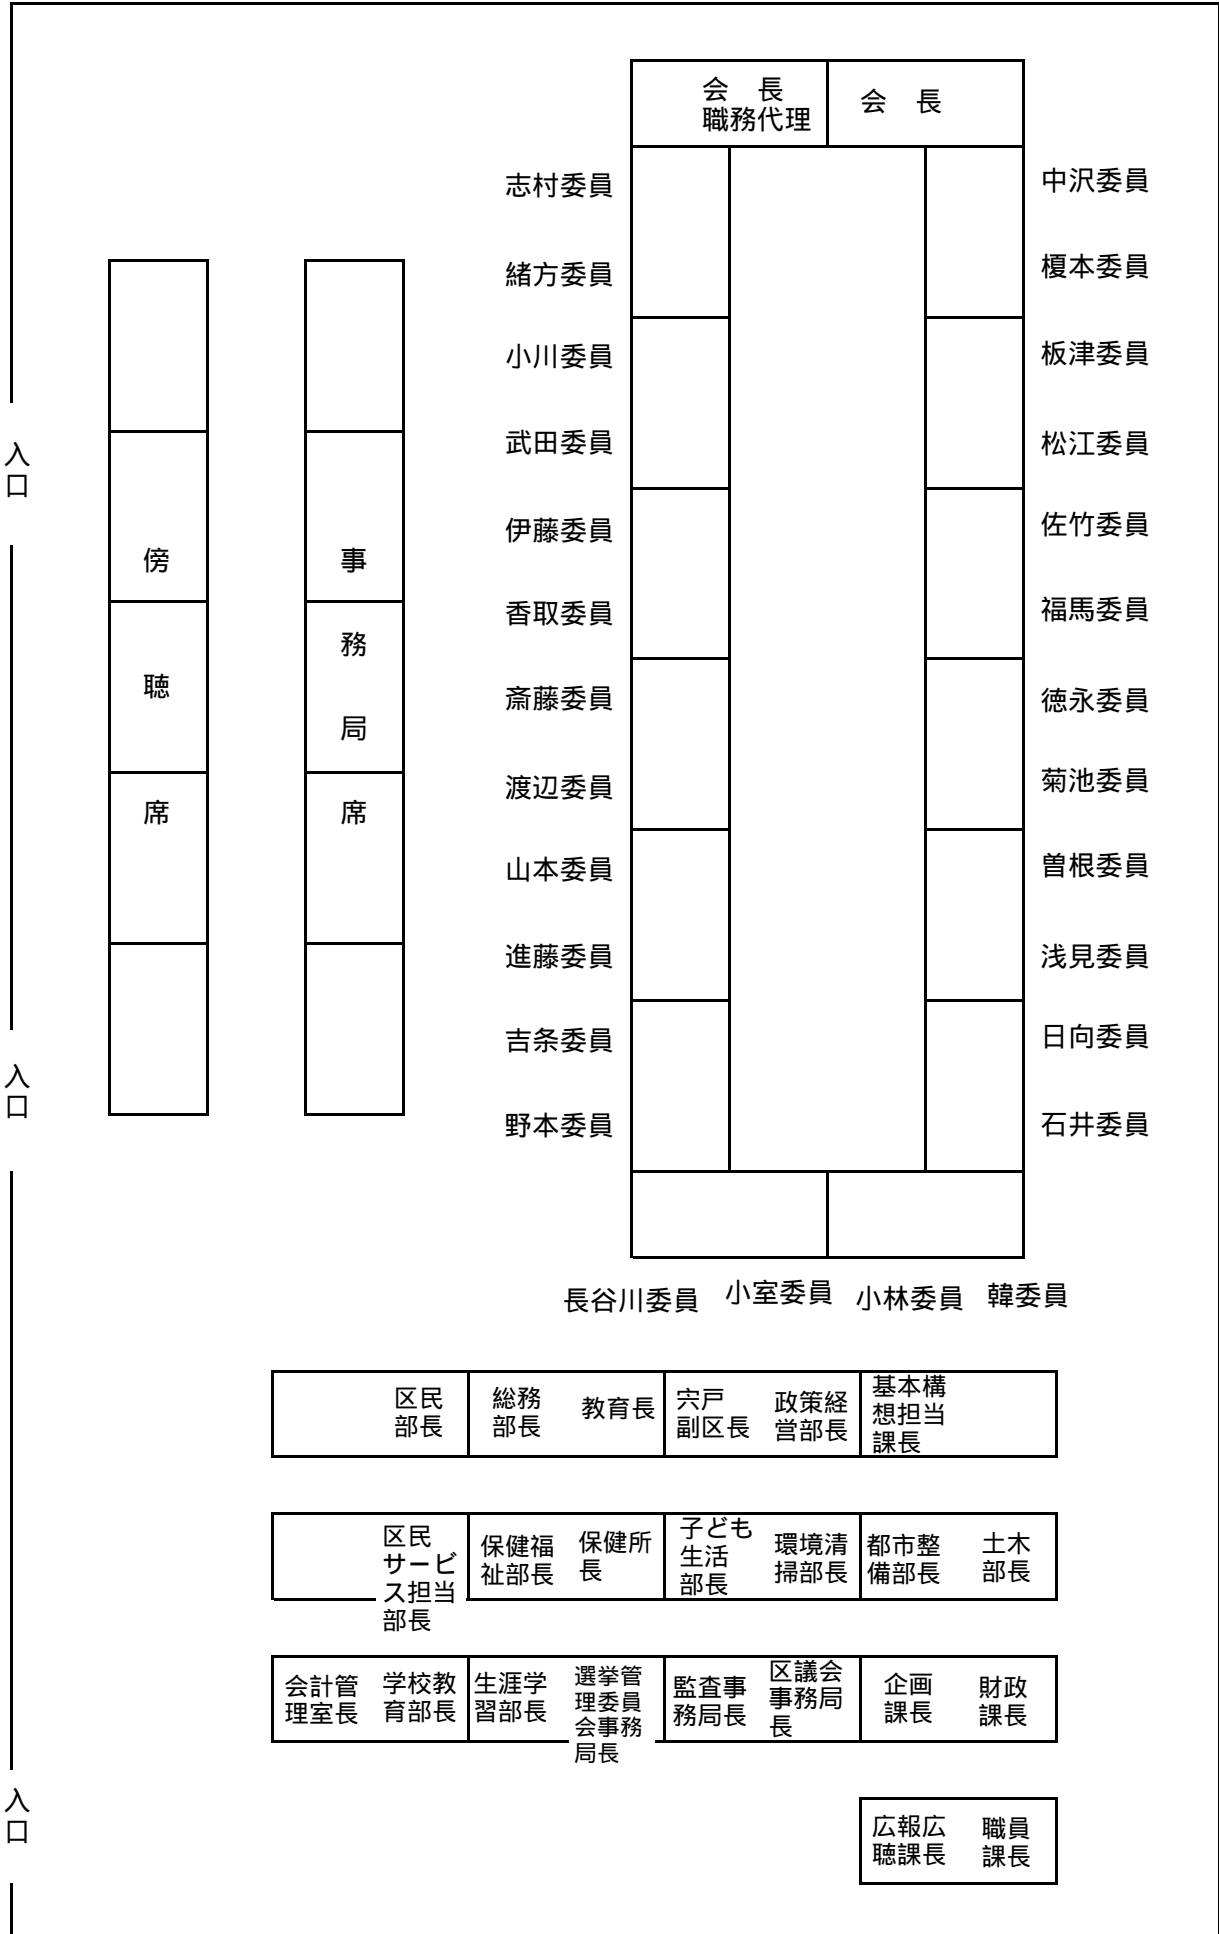 会　長
職務代理
会　長
志村委員
緒方委員
小川委員
武田委員
伊藤委員
香取委員
斎藤委員
渡辺委員
山本委員
進藤委員
吉条委員
野本委員
中沢委員
榎本委員
板津委員
松江委員
佐竹委員
福馬委員
徳永委員
菊池委員
曽根委員
浅見委員
日向委員
石井委員
長谷川委員
小室委員
小林委員
韓委員
入口
入口
入口
傍聴席
事務局席
区民
部長
総務
部長
教育長
宍戸
副区長
政策経
営部長
基本構
想担当
課長
区民
サービ
ス担当
部長
保健福
祉部長
保健所
長
子ども
生活
部長
環境清
掃部長
都市整
備部長
土木
部長
会計管
理室長
学校教
育部長
生涯学
習部長
選挙管
理委員
会事務
局長
監査事
務局長
区議会
事務局
長
企画
課長
財政
課長
広報広
聴課長
職員
課長